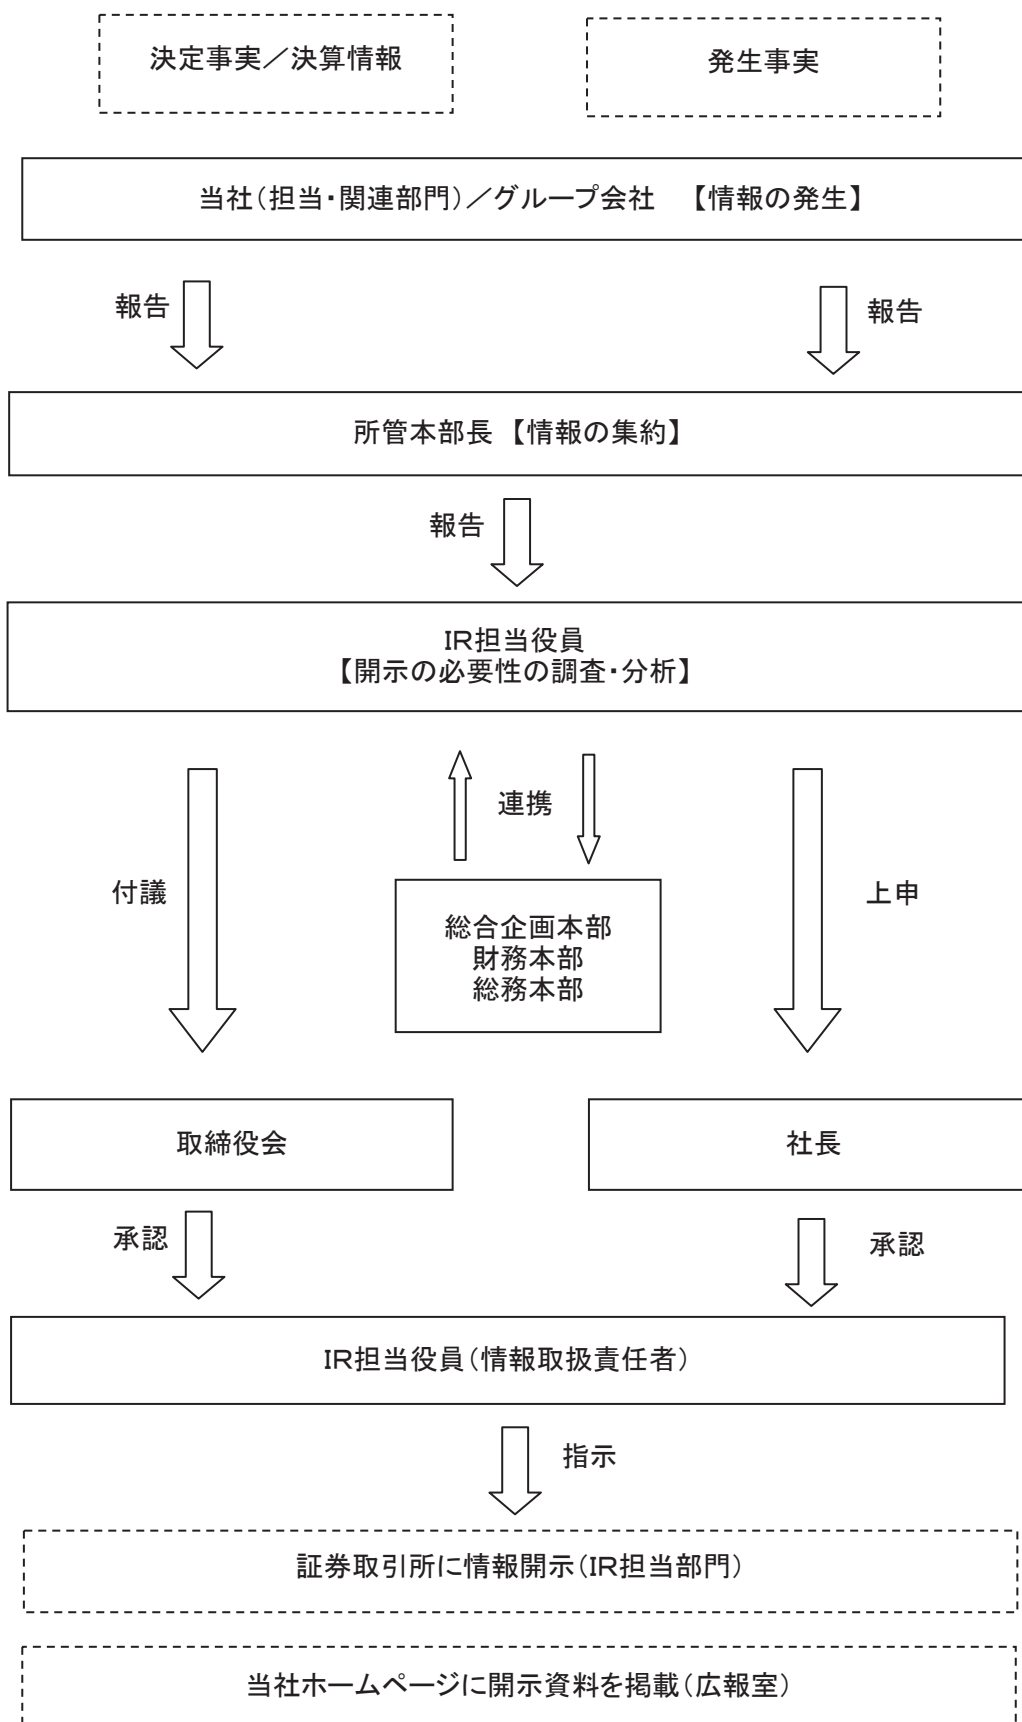 決定事実／決算情報
発生事実
当社（担当・関連部門）／グループ会社　【情報の発生】
報告
報告
所管本部長 【情報の集約】
報告
IR担当役員
【開示の必要性の調査・分析】
連携
付議
上申
総合企画本部
財務本部
総務本部
取締役会
社長
承認
承認
IR担当役員（情報取扱責任者）
指示
証券取引所に情報開示（IR担当部門）
当社ホームページに開示資料を掲載（広報室）